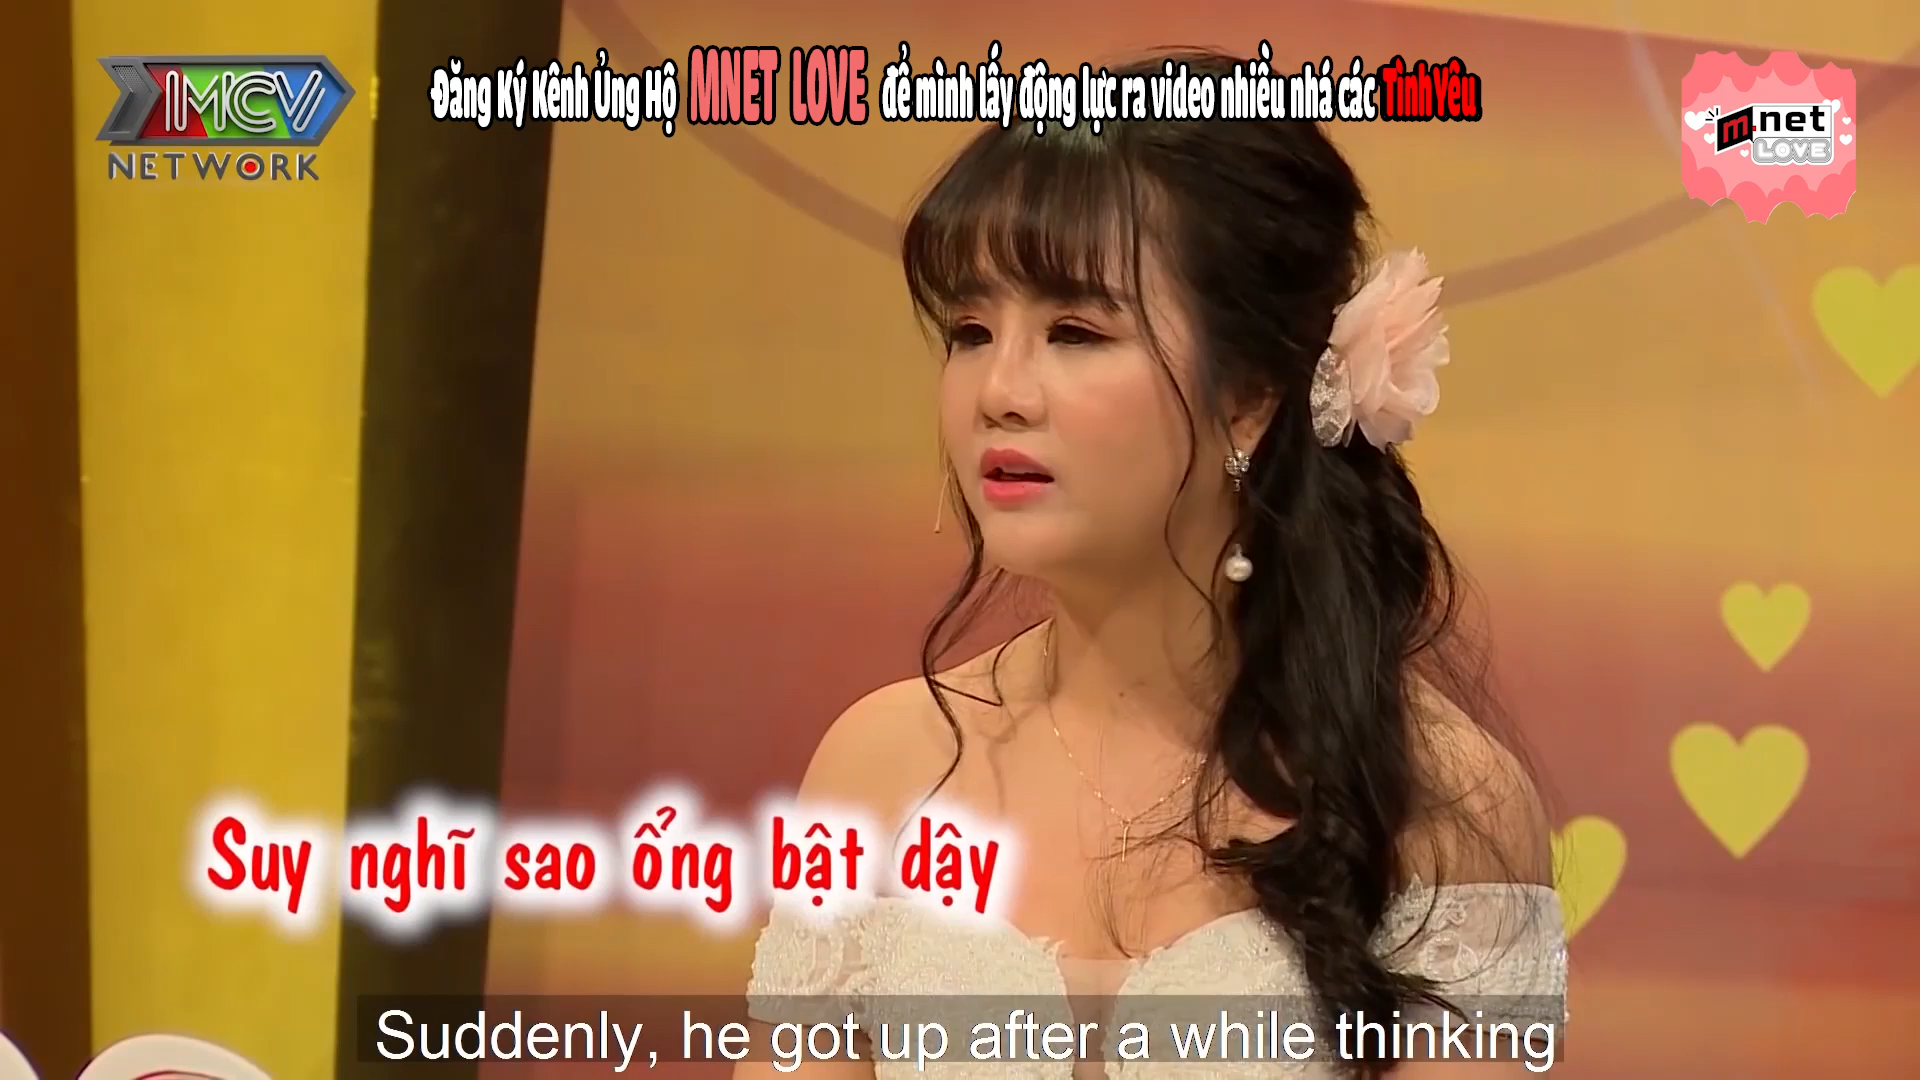 MCV
NETWORK
Đăng Ký Kênh Ủng Hộ MNET LOVE để mình lấy động lực ra video nhiều nhá các Tình Yêu
m.net
LOVE
Suy nghĩ sao ổng bật dậy
Suddenly, he got up after a while thinking